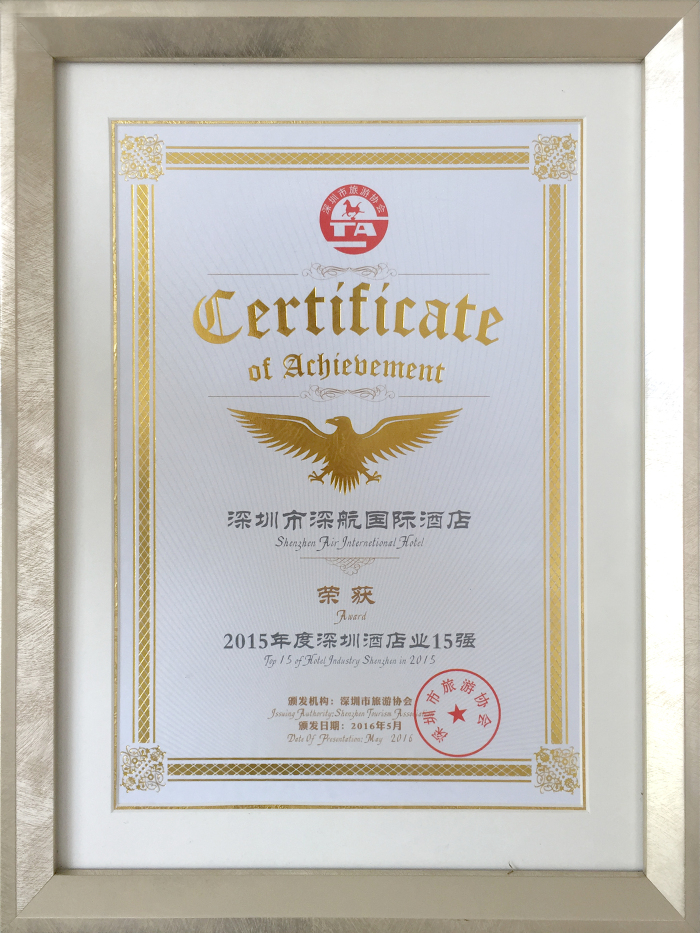 深圳市旅游协会
STA
Certificate
of Achievement
深圳市深航国际酒店
Shenzhen Air Internetional Hotel
荣获
Award
2015年度深圳酒店业15强
Top 15 of Hotel Industry Shenzhen in 2015
颁发机构：深圳市旅游协会
Issuing Authority:Shenzhen Tourism
颁发日期：2016年5月
Date Of Presentation:May 2016
深圳市旅游协会